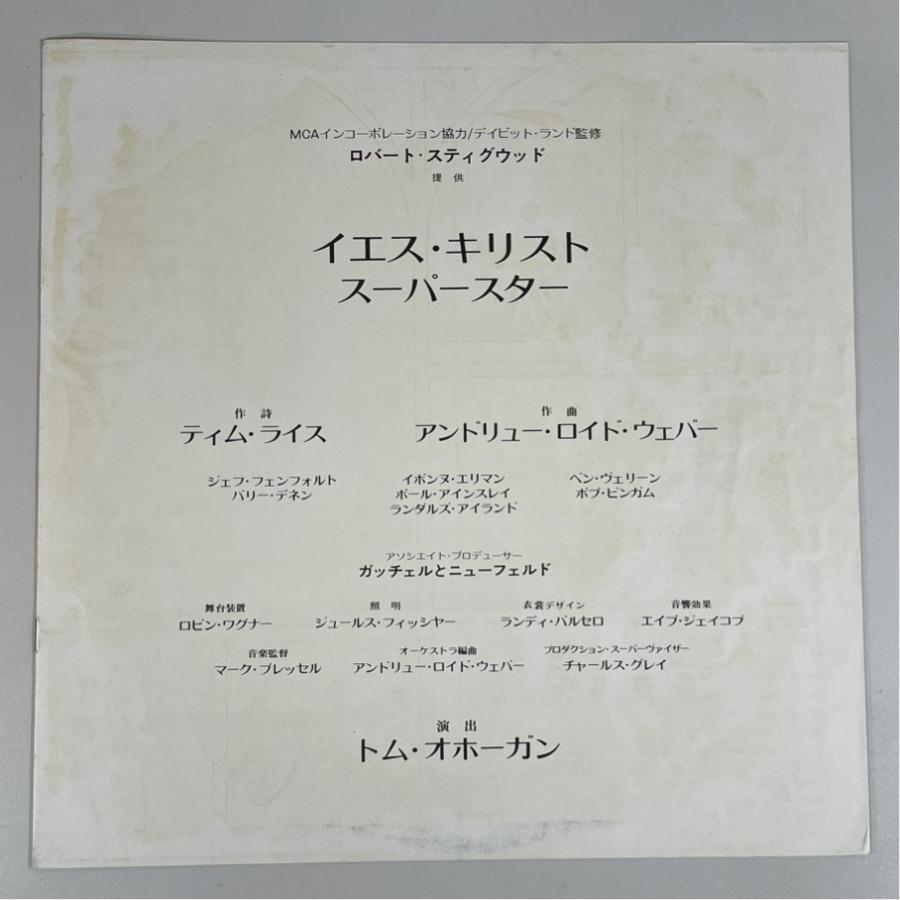 MCAインコーポレーション協力/デイビット・ランド監修
ロバート・スティグウッド
提供
イエス・キリスト
スーパースター
作詩
ティム・ライス
作曲
アンドリュー・ロイド・ウェバー
ジェフ・フェンフォルト
イボンヌ・エリマン
ベン・ヴェリーン
バリー・デネン
ポール・アインスレイ
ボブ・ビンガム
ランダルズ・アイランド
アソシエイト・プロデューサー
ガッチェルとニューフェルド
舞台装置
照明
衣裳デザイン
音響効果
ロビン・ワグナー
ジュールス・フィッシャー
ランディ・バルセロ
エイブ・ジェイコブ
音楽監督
オーケストラ編曲
プロダクション・スーパーヴァイザー
マーク・プレッセル
アンドリュー・ロイド・ウェバー
チャールス・グレイ
演出
トム・オホーガン